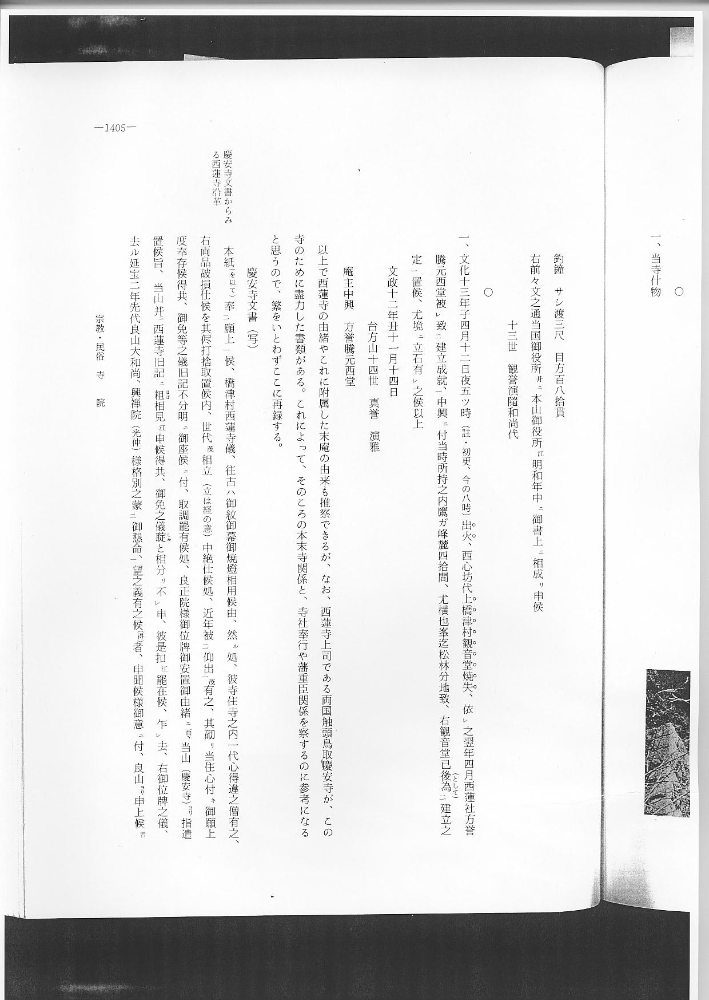 ○
一、当寺什物
釣鐘　サシ渡三尺　目方百八拾貫
右前々文之通当国御役所井ニ本山御役所江明和年中ニ御書上ニ相成リ申候
十三世　観誉演隨和尚代
○
一、文化十三年子四月十二日夜五ツ時（註・初更、今の八時）出火、西心坊代上橋津村観音堂焼失、依レ之翌年四月西蓮社方誉
騰元西堂被レ致ニ建立成就一、中興ニ付当時所持之内鷹ガ峰麓四拾間、尤横也峯迄松林分地致、右観音堂已後為（として）ニ建立之
定一置候、尤境ニ立石有レ之候以上
文政十二年丑十一月十四日
台方山十四世　真誉　演雅
庵主中興　方誉騰元西堂
以上で西蓮寺の由緒やこれに附属した末庵の由来も推察できるが、なお、西蓮寺上司である両国触頭鳥取慶安寺が、この
寺のために盡力した書類がある。これによって、そのころの本末寺関係と、寺社奉行や藩重臣関係を察するのに参考になる
と思うので、繁をいとわずここに再録する。
慶安寺文書（写）
慶安寺文書からみ
る西蓮寺沿革
本紙（を以て）奉ニ願上一候、橋津村西蓮寺儀、往古ハ御紋御幕御焼燈相用候由、然ル処、彼寺住寺之内一代心得違之僧有之、
右両品破損仕候を其侭打捨取置候内、世代茂相立（立は経の意）中絶仕候処、近年被ニ仰出一茂有之、其砌リ当住心付キ御願上
度奉存候得共、御免等之儀旧記不分明ニ御座候ニ付、取調罷有候処、良正院様御位牌御安置御由緒ニ而、当山（慶安寺）ヨリ指遣
置候旨、当山并ニ西蓮寺旧記ニ粗ほぼ相見江申候得共、御免之儀聢しかと相分リ不レ申、彼是扣江罷在候、乍レ去、右御位牌之儀、
去ル延宝二年先代良山大和尚、興禅院（光仲）様格別之蒙ニ御懇命一、望之義有之候（得）者、申聞候様御意ニ付、良山ヨリ申上候者
宗教・民俗　寺　院
—1405—